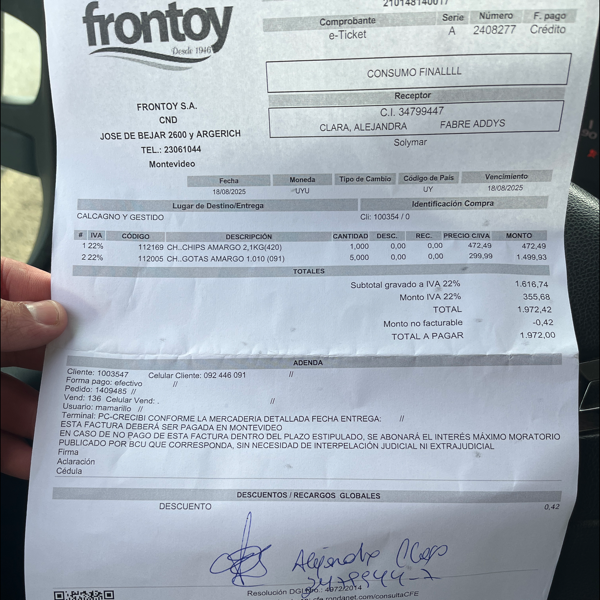 frontoy
Desde 1946
210148140017
Comprobante Serie Número F. pago
e-Ticket A 2408277 Crédito
CONSUMO FINALLLL
Receptor
C.I. 34799447
CLARA, ALEJANDRA FABRE ADDYS
Solymar
FRONTOY S.A.
CND
JOSE DE BEJAR 2600 y ARGERICH
TEL.: 23061044
Montevideo
Fecha Moneda Tipo de Cambio Código de País Vencimiento
18/08/2025 UYU UY 18/08/2025
Lugar de Destino/Entrega Identificación Compra
CALCAGNO Y GESTIDO Cli: 100354 / 0
# IVA CÓDIGO DESCRIPCIÓN CANTIDAD DESC. REC. PRECIO C/IVA MONTO
1 22% 112169 CH..CHIPS AMARGO 2,1KG(420) 1,000 0,00 0,00 472,49 472,49
2 22% 112005 CH..GOTAS AMARGO 1.010 (091) 5,000 0,00 0,00 299,99 1.499,93
TOTALES
Subtotal gravado a IVA 22% 1.616,74
Monto IVA 22% 355,68
TOTAL 1.972,42
Monto no facturable -0,42
TOTAL A PAGAR 1.972,00
ADENDA
Cliente: 1003547 Celular Cliente: 092 446 091 //
Forma pago: efectivo //
Pedido: 1409485 //
Vend: 136 Celular Vend: . //
Usuario: mamarillo //
Terminal: PC-CRECIBI CONFORME LA MERCADERIA DETALLADA FECHA ENTREGA: //
ESTA FACTURA DEBERÁ SER PAGADA EN MONTEVIDEO
EN CASO DE NO PAGO DE ESTA FACTURA DENTRO DEL PLAZO ESTIPULADO, SE ABONARÁ EL INTERÉS MÁXIMO MORATORIO
PUBLICADO POR BCU QUE CORRESPONDA, SIN NECESIDAD DE INTERPELACIÓN JUDICIAL NI EXTRAJUDICIAL
Firma
Aclaración
Cédula
DESCUENTOS / RECARGOS GLOBALES
DESCUENTO 0,42
Alejandra
Resolución DGI Nro.: 4972/2014
cfe.rondanet.com/consultaCFE